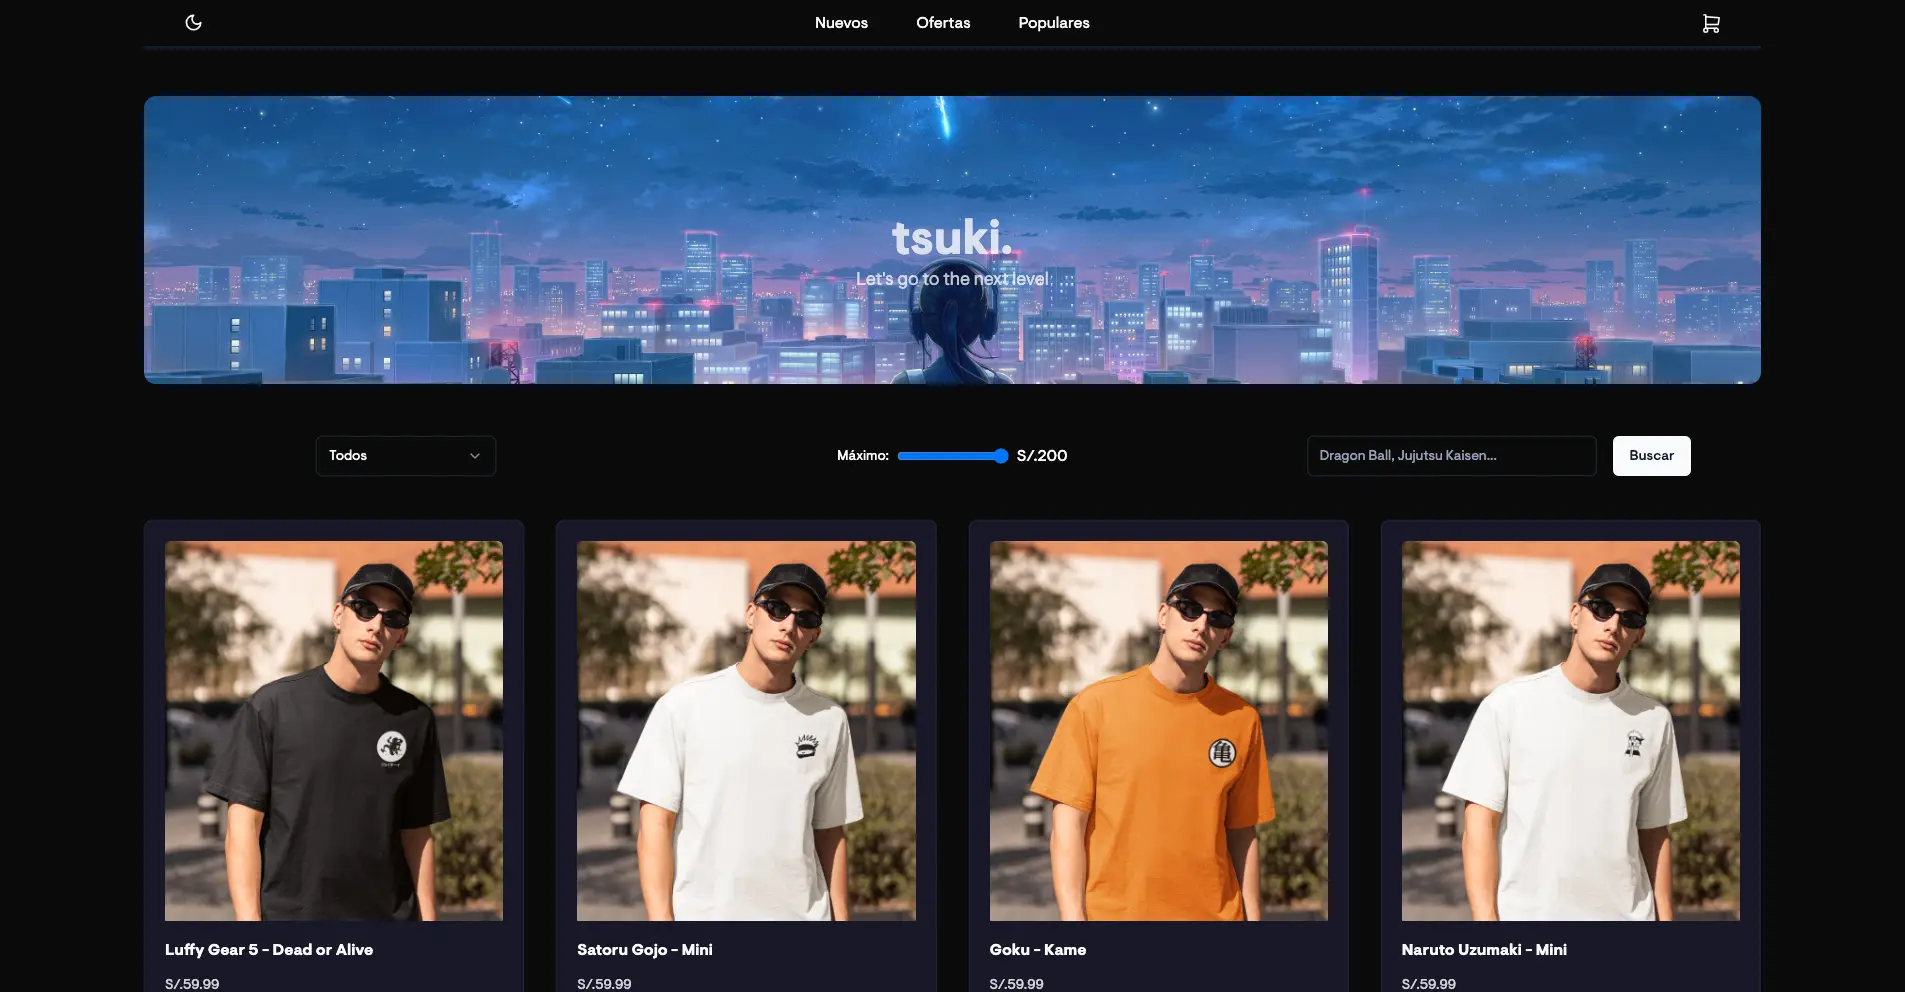 Nuevos
Ofertas
Populares
tsuki.
Let's go to the next level
Todos
Máximo:
S/.200
Dragon Ball, Jujutsu Kaisen...
Buscar
亀
Luffy Gear 5 - Dead or Alive
Satoru Gojo - Mini
Goku - Kame
Naruto Uzumaki - Mini
S/.59.99
S/.59.99
S/.59.99
S/.59.99